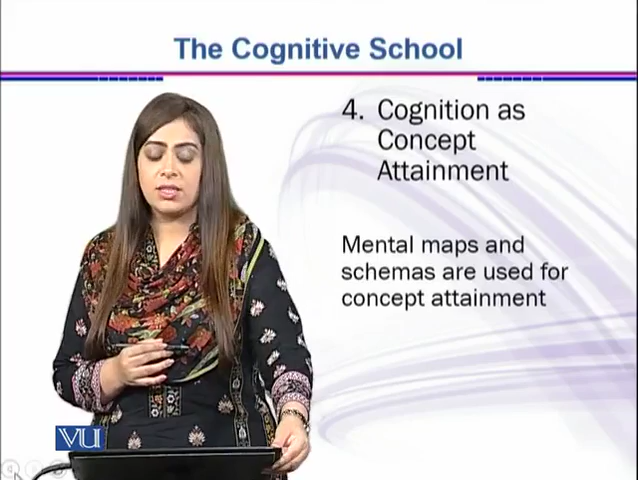 The Cognitive School
4. Cognition as
Concept
Attainment
Mental maps and
schemas are used for
concept attainment
VU